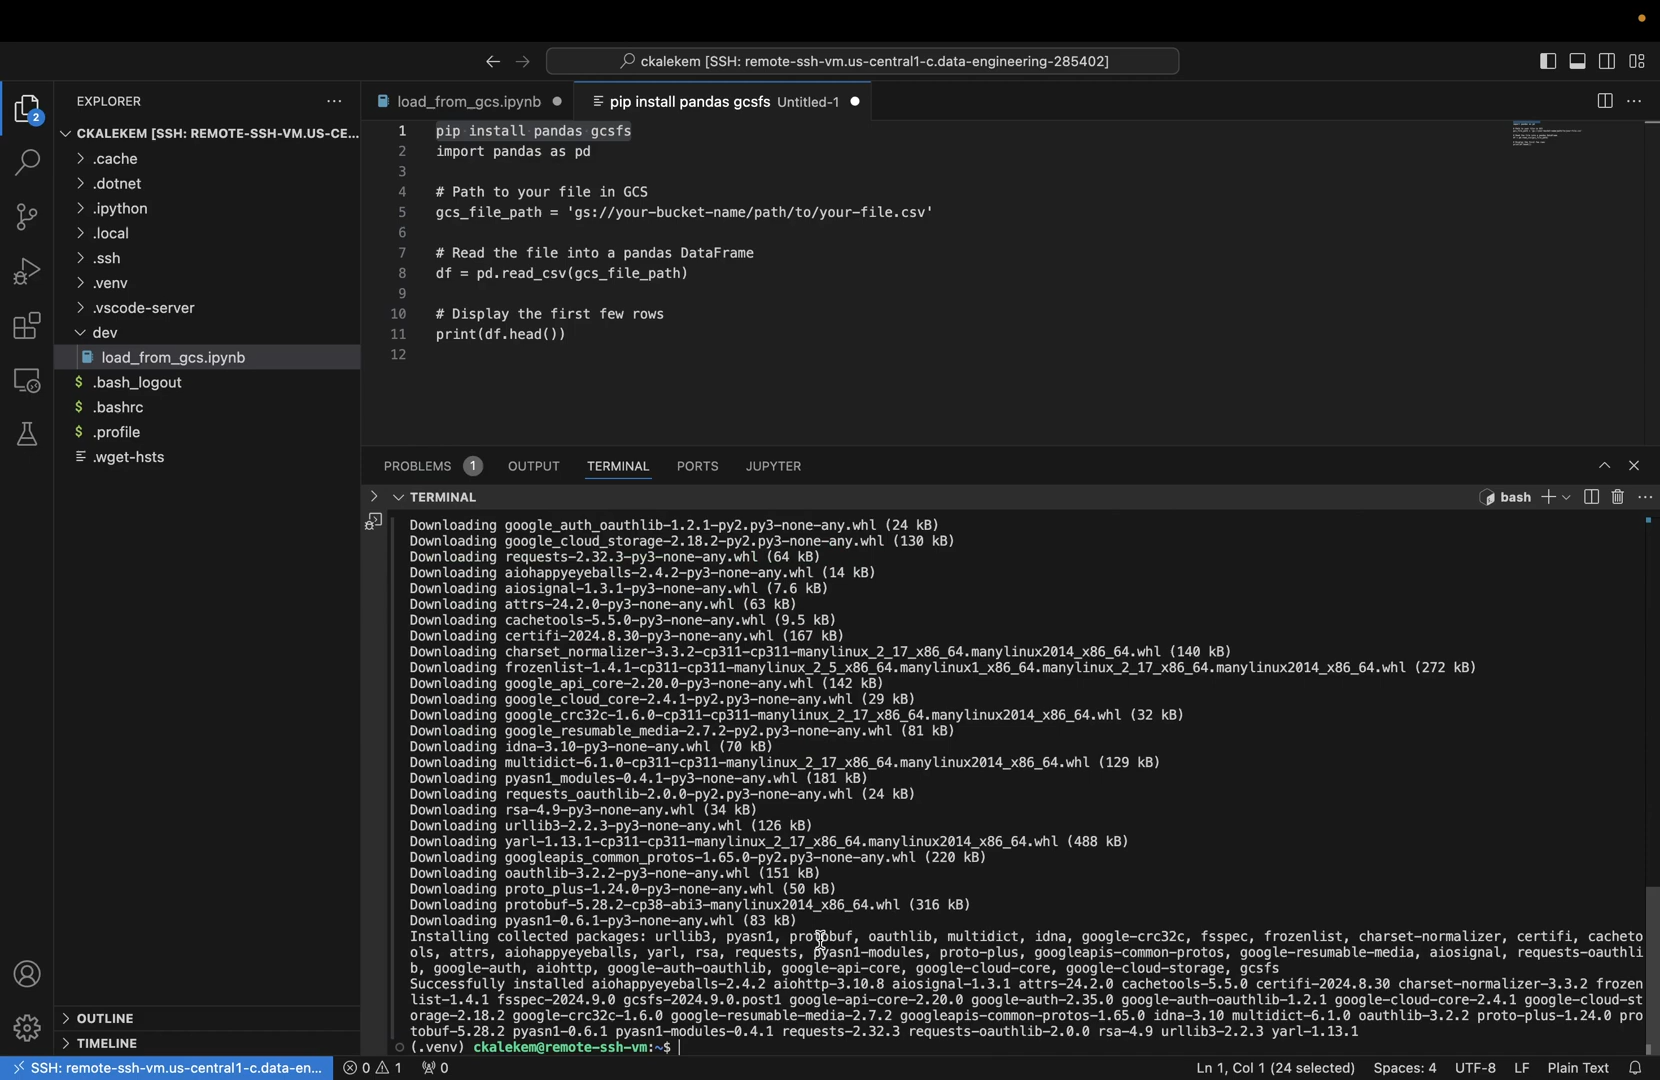 ckalekem [SSH: remote-ssh-vm.us-central1-c.data-engineering-285402]
EXPLORER
2
CKALEKEM [SSH: REMOTE-SSH-VM.US-CE...
.cache
.dotnet
.ipython
.local
.ssh
.venv
.vscode-server
dev
load_from_gcs.ipynb
$ .bash_logout
$ .bashrc
$ .profile
.wget-hsts
OUTLINE
TIMELINE
load_from_gcs.ipynb
pip install pandas gcsfs Untitled-1
1 pip install pandas gcsfs
2 import pandas as pd
3
4 # Path to your file in GCS
5 gcs_file_path = 'gs://your-bucket-name/path/to/your-file.csv'
6
7 # Read the file into a pandas DataFrame
8 df = pd.read_csv(gcs_file_path)
9
10 # Display the first few rows
11 print(df.head())
12
PROBLEMS 1 OUTPUT TERMINAL PORTS JUPYTER
TERMINAL
bash
Downloading google_auth_oauthlib-1.2.1-py2.py3-none-any.whl (24 kB)
Downloading google_cloud_storage-2.18.2-py2.py3-none-any.whl (130 kB)
Downloading requests-2.32.3-py3-none-any.whl (64 kB)
Downloading aiohappyeyeballs-2.4.2-py3-none-any.whl (14 kB)
Downloading aiosignal-1.3.1-py3-none-any.whl (7.6 kB)
Downloading attrs-24.2.0-py3-none-any.whl (63 kB)
Downloading cachetools-5.5.0-py3-none-any.whl (9.5 kB)
Downloading certifi-2024.8.30-py3-none-any.whl (167 kB)
Downloading charset_normalizer-3.3.2-cp311-cp311-manylinux_2_17_x86_64.manylinux2014_x86_64.whl (140 kB)
Downloading frozenlist-1.4.1-cp311-cp311-manylinux_2_5_x86_64.manylinux1_x86_64.manylinux_2_17_x86_64.manylinux2014_x86_64.whl (272 kB)
Downloading google_api_core-2.20.0-py3-none-any.whl (142 kB)
Downloading google_cloud_core-2.4.1-py2.py3-none-any.whl (29 kB)
Downloading google_crc32c-1.6.0-cp311-cp311-manylinux_2_17_x86_64.manylinux2014_x86_64.whl (32 kB)
Downloading google_resumable_media-2.7.2-py2.py3-none-any.whl (81 kB)
Downloading idna-3.10-py3-none-any.whl (70 kB)
Downloading multidict-6.1.0-cp311-cp311-manylinux_2_17_x86_64.manylinux2014_x86_64.whl (129 kB)
Downloading pyasn1_modules-0.4.1-py3-none-any.whl (181 kB)
Downloading requests_oauthlib-2.0.0-py2.py3-none-any.whl (24 kB)
Downloading rsa-4.9-py3-none-any.whl (34 kB)
Downloading urllib3-2.2.3-py3-none-any.whl (126 kB)
Downloading yarl-1.13.1-cp311-cp311-manylinux_2_17_x86_64.manylinux2014_x86_64.whl (488 kB)
Downloading googleapis_common_protos-1.65.0-py2.py3-none-any.whl (220 kB)
Downloading oauthlib-3.2.2-py3-none-any.whl (151 kB)
Downloading proto_plus-1.24.0-py3-none-any.whl (50 kB)
Downloading protobuf-5.28.2-cp38-abi3-manylinux2014_x86_64.whl (316 kB)
Downloading pyasn1-0.6.1-py3-none-any.whl (83 kB)
Installing collected packages: urllib3, pyasn1, protobuf, oauthlib, multidict, idna, google-crc32c, fsspec, frozenlist, charset-normalizer, certifi, cacheto
ols, attrs, aiohappyeyeballs, yarl, rsa, requests, pyasn1-modules, proto-plus, googleapis-common-protos, google-resumable-media, aiosignal, requests-oauthli
b, google-auth, aiohttp, google-auth-oauthlib, google-api-core, google-cloud-core, google-cloud-storage, gcsfs
Successfully installed aiohappyeyeballs-2.4.2 aiohttp-3.10.8 aiosignal-1.3.1 attrs-24.2.0 cachetools-5.5.0 certifi-2024.8.30 charset-normalizer-3.3.2 frozen
list-1.4.1 fsspec-2024.9.0 gcsfs-2024.9.0.post1 google-api-core-2.20.0 google-auth-2.35.0 google-auth-oauthlib-1.2.1 google-cloud-core-2.4.1 google-cloud-st
orage-2.18.2 google-crc32c-1.6.0 google-resumable-media-2.7.2 googleapis-common-protos-1.65.0 idna-3.10 multidict-6.1.0 oauthlib-3.2.2 proto-plus-1.24.0 pro
tobuf-5.28.2 pyasn1-0.6.1 pyasn1-modules-0.4.1 requests-2.32.3 requests-oauthlib-2.0.0 rsa-4.9 urllib3-2.2.3 yarl-1.13.1
(.venv) ckalekem@remote-ssh-vm:~$
SSH: remote-ssh-vm.us-central1-c.data-en... 0 1 0 Ln 1, Col 1 (24 selected) Spaces: 4 UTF-8 LF Plain Text